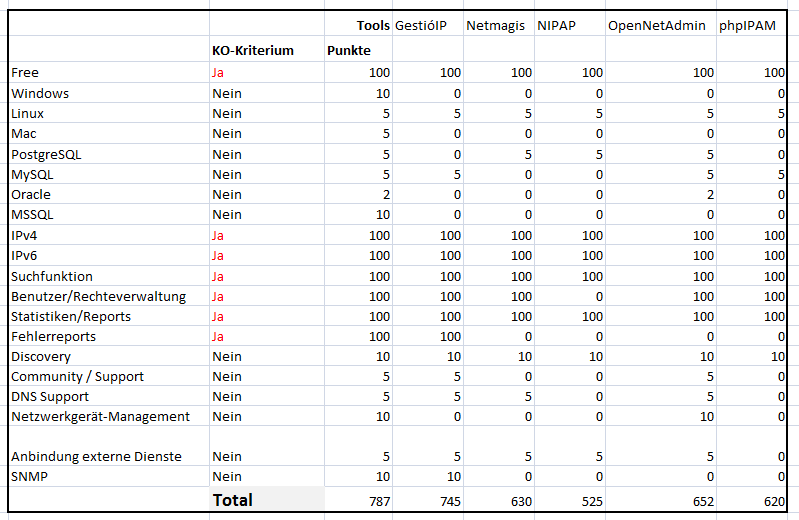 Tools GestióIP Netmagis NIPAP OpenNetAdmin phpIPAM
KO-Kriterium Punkte
Free Ja 100 100 100 100 100 100
Windows Nein 10 0 0 0 0 0
Linux Nein 5 5 5 5 5 5
Mac Nein 5 0 0 0 0 0
PostgreSQL Nein 5 0 5 5 5 0
MySQL Nein 5 5 0 0 5 5
Oracle Nein 2 0 0 0 2 0
MSSQL Nein 10 0 0 0 0 0
IPv4 Ja 100 100 100 100 100 100
IPv6 Ja 100 100 100 100 100 100
Suchfunktion Ja 100 100 100 100 100 100
Benutzer/Rechteverwaltung Ja 100 100 100 0 100 100
Statistiken/Reports Ja 100 100 100 100 100 100
Fehlerreports Ja 100 100 0 0 0 0
Discovery Nein 10 10 10 10 10 10
Community / Support Nein 5 5 0 0 5 0
DNS Support Nein 5 5 5 0 5 0
Netzwerkgerät-Management Nein 10 0 0 0 10 0
Anbindung externe Dienste Nein 5 5 5 5 5 0
SNMP Nein 10 10 0 0 0 0
Total 787 745 630 525 652 620